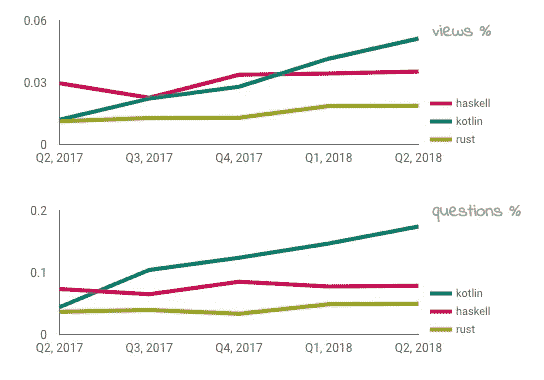 views %
0.06
0.03
0
Q2, 2017 Q3, 2017 Q4, 2017 Q1, 2018 Q2, 2018
haskell
kotlin
rust
questions %
0.2
0.1
0
Q2, 2017 Q3, 2017 Q4, 2017 Q1, 2018 Q2, 2018
kotlin
haskell
rust